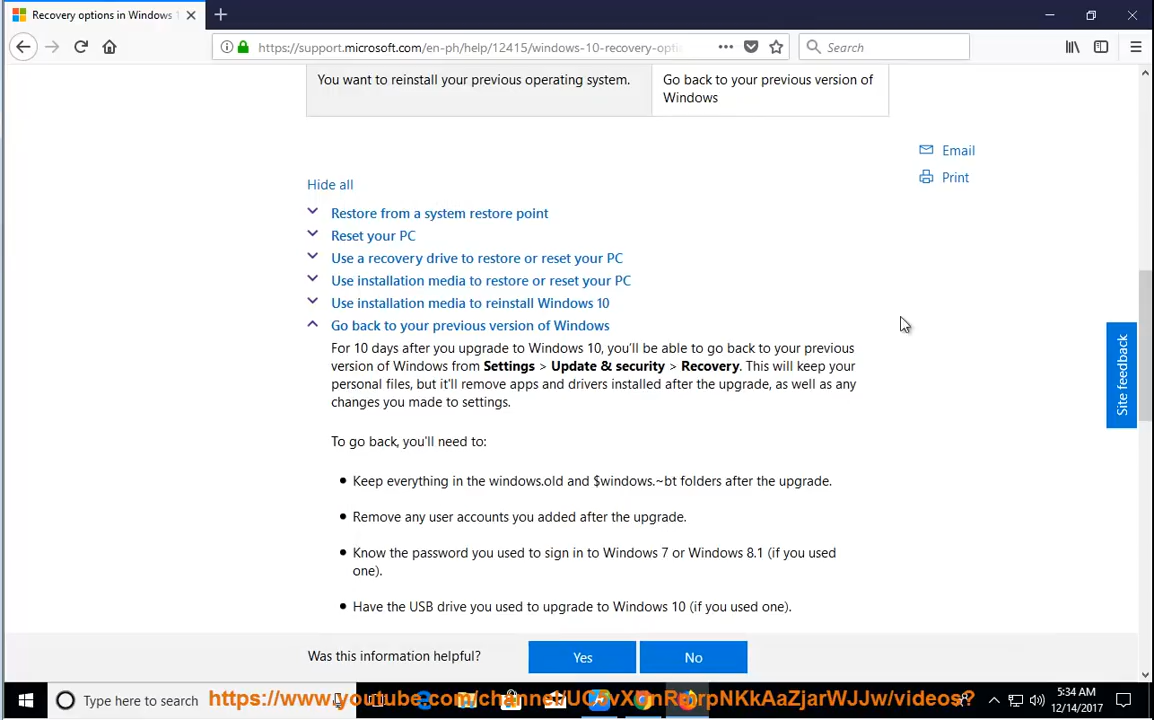 Recovery options in Windows 1
https://support.microsoft.com/en-ph/help/12415/windows-10-recovery-opti
Search
You want to reinstall your previous operating system.
Go back to your previous version of
Windows
Email
Print
Hide all
Restore from a system restore point
Reset your PC
Use a recovery drive to restore or reset your PC
Use installation media to restore or reset your PC
Use installation media to reinstall Windows 10
Go back to your previous version of Windows
For 10 days after you upgrade to Windows 10, you'll be able to go back to your previous
version of Windows from Settings > Update & security > Recovery. This will keep your
personal files, but it'll remove apps and drivers installed after the upgrade, as well as any
changes you made to settings.
Site feedback
To go back, you'll need to:
• Keep everything in the windows.old and $windows.~bt folders after the upgrade.
• Remove any user accounts you added after the upgrade.
• Know the password you used to sign in to Windows 7 or Windows 8.1 (if you used
one).
• Have the USB drive you used to upgrade to Windows 10 (if you used one).
Was this information helpful?
Yes
No
Type here to search
5:34 AM
12/14/2017